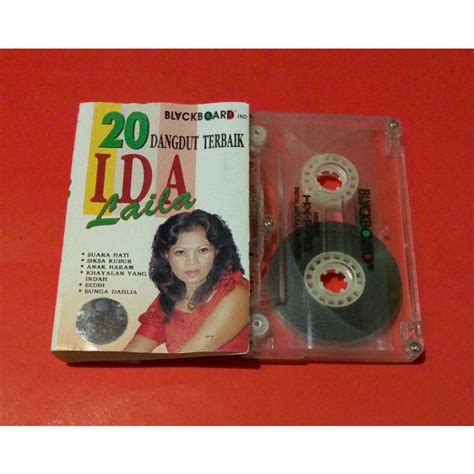 BLACKBOARD IND
20 DANGDUT TERBAIK
IDA
Laila
• SUARA HATI
• SIKSA KUBUR
• ANAK HARAM
• KHAYALAN YANG
INDAH
• SEDIH
• BUNGA DAHLIA
BLACKBO